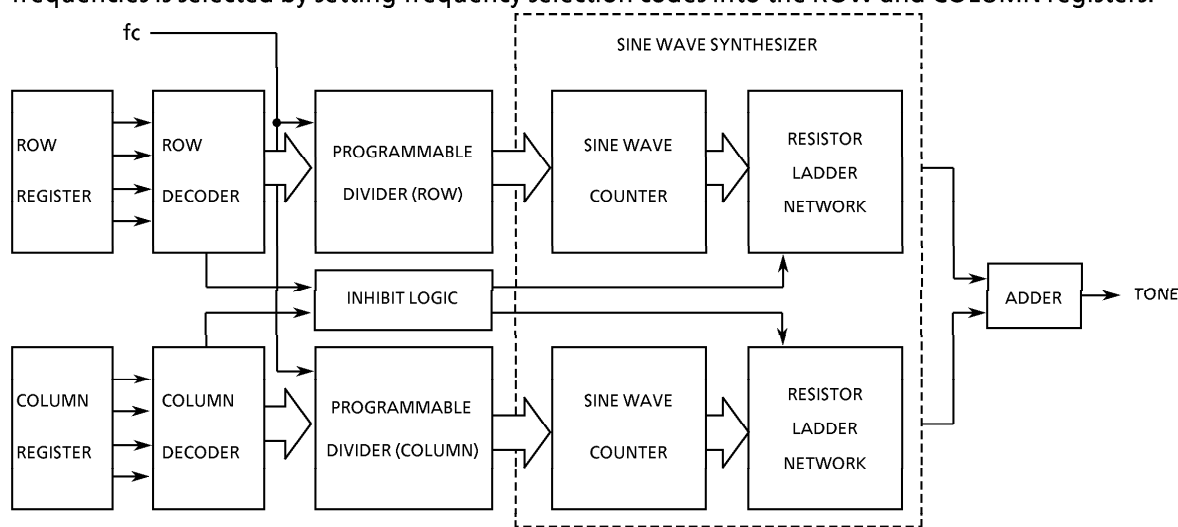 frequencies is selected by setting frequency selection codes into the ROW and COLUMN registers.
fc
SINE WAVE SYNTHESIZER
ROW
REGISTER
ROW
DECODER
PROGRAMMABLE
DIVIDER (ROW)
SINE WAVE
COUNTER
RESISTOR
LADDER
NETWORK
INHIBIT LOGIC
ADDER
TONE
COLUMN
REGISTER
COLUMN
DECODER
PROGRAMMABLE
DIVIDER (COLUMN)
SINE WAVE
COUNTER
RESISTOR
LADDER
NETWORK